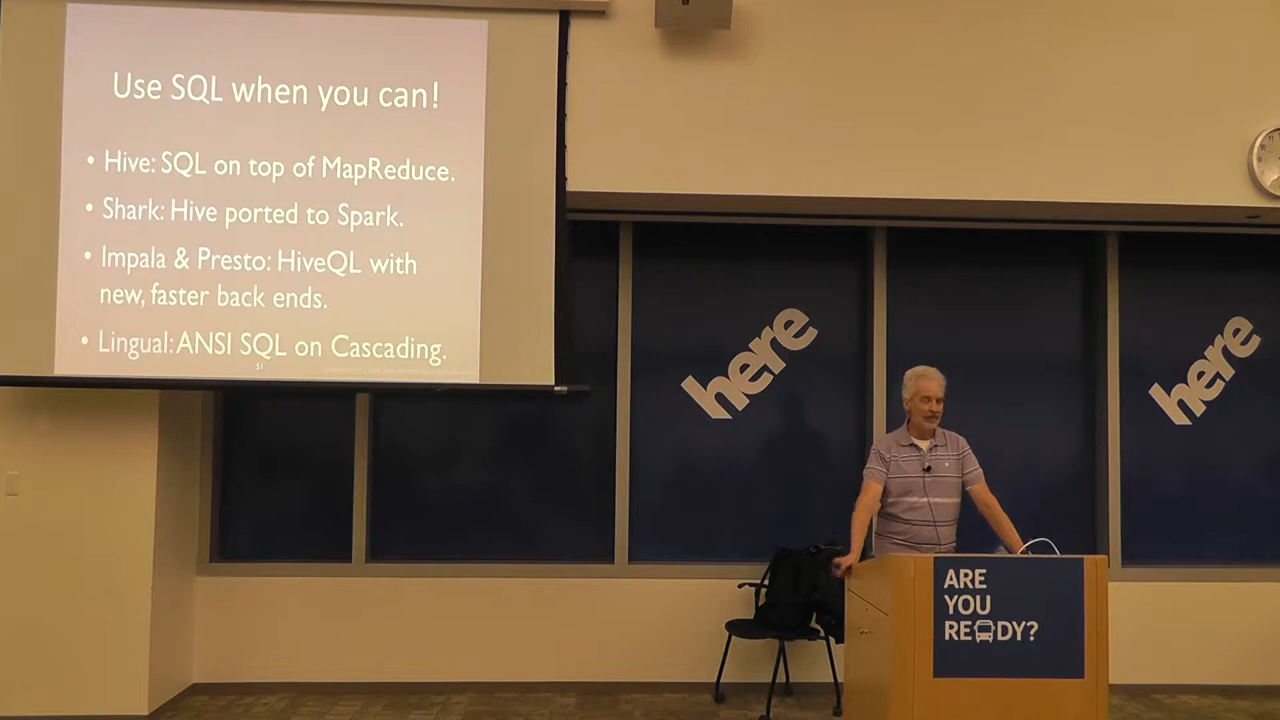 Use SQL when you can!
• Hive: SQL on top of MapReduce.
• Shark: Hive ported to Spark.
• Impala & Presto: HiveQL with
new, faster back ends.
• Lingual: ANSI SQL on Cascading.
51
here
here
ARE
YOU
READY?